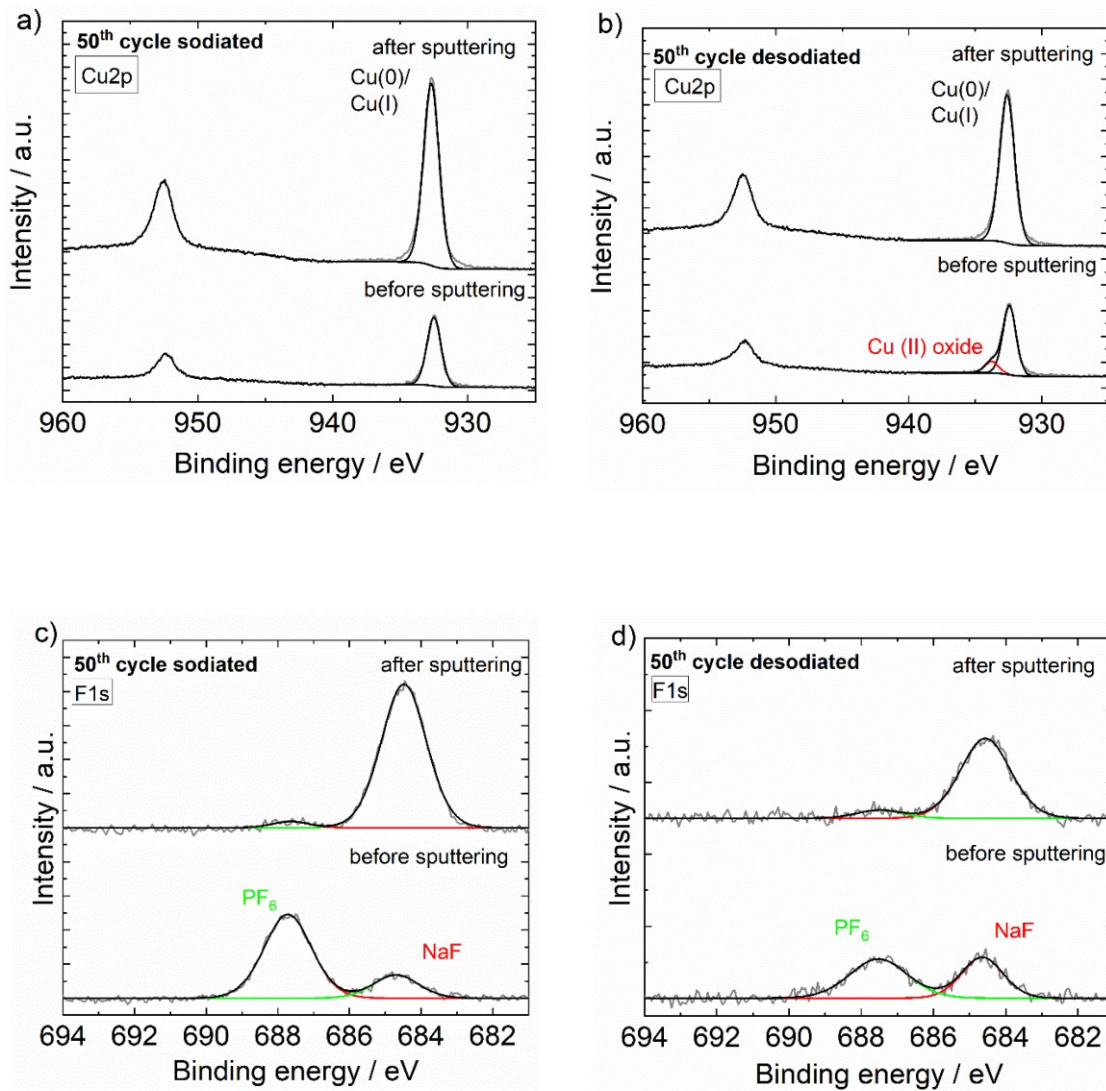 a)
50th cycle sodiated
after sputtering
Cu2p
Cu(0)/
Cu(I)
before sputtering
Intensity / a.u.
960 950 940 930
Binding energy / eV
b)
50th cycle desodiated
after sputtering
Cu2p
Cu(0)/
Cu(I)
before sputtering
Cu (II) oxide
Intensity / a.u.
960 950 940 930
Binding energy / eV
c)
50th cycle sodiated
after sputtering
F1s
before sputtering
PF6
NaF
Intensity / a.u.
694 692 690 688 686 684 682
Binding energy / eV
d)
50th cycle desodiated
after sputtering
F1s
before sputtering
PF6
NaF
Intensity / a.u.
694 692 690 688 686 684 682
Binding energy / eV